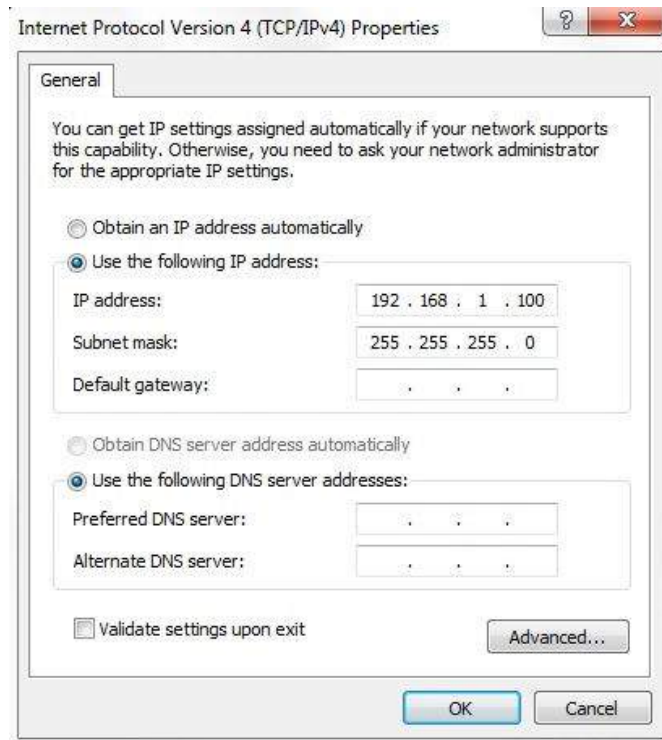 Internet Protocol Version 4 (TCP/IPv4) Properties
?
X
General
You can get IP settings assigned automatically if your network supports
this capability. Otherwise, you need to ask your network administrator
for the appropriate IP settings.
Obtain an IP address automatically
Use the following IP address:
IP address: 192 . 168 . 1 . 100
Subnet mask: 255 . 255 . 255 . 0
Default gateway: . . .
Obtain DNS server address automatically
Use the following DNS server addresses:
Preferred DNS server: . . .
Alternate DNS server: . . .
Validate settings upon exit
Advanced...
OK Cancel